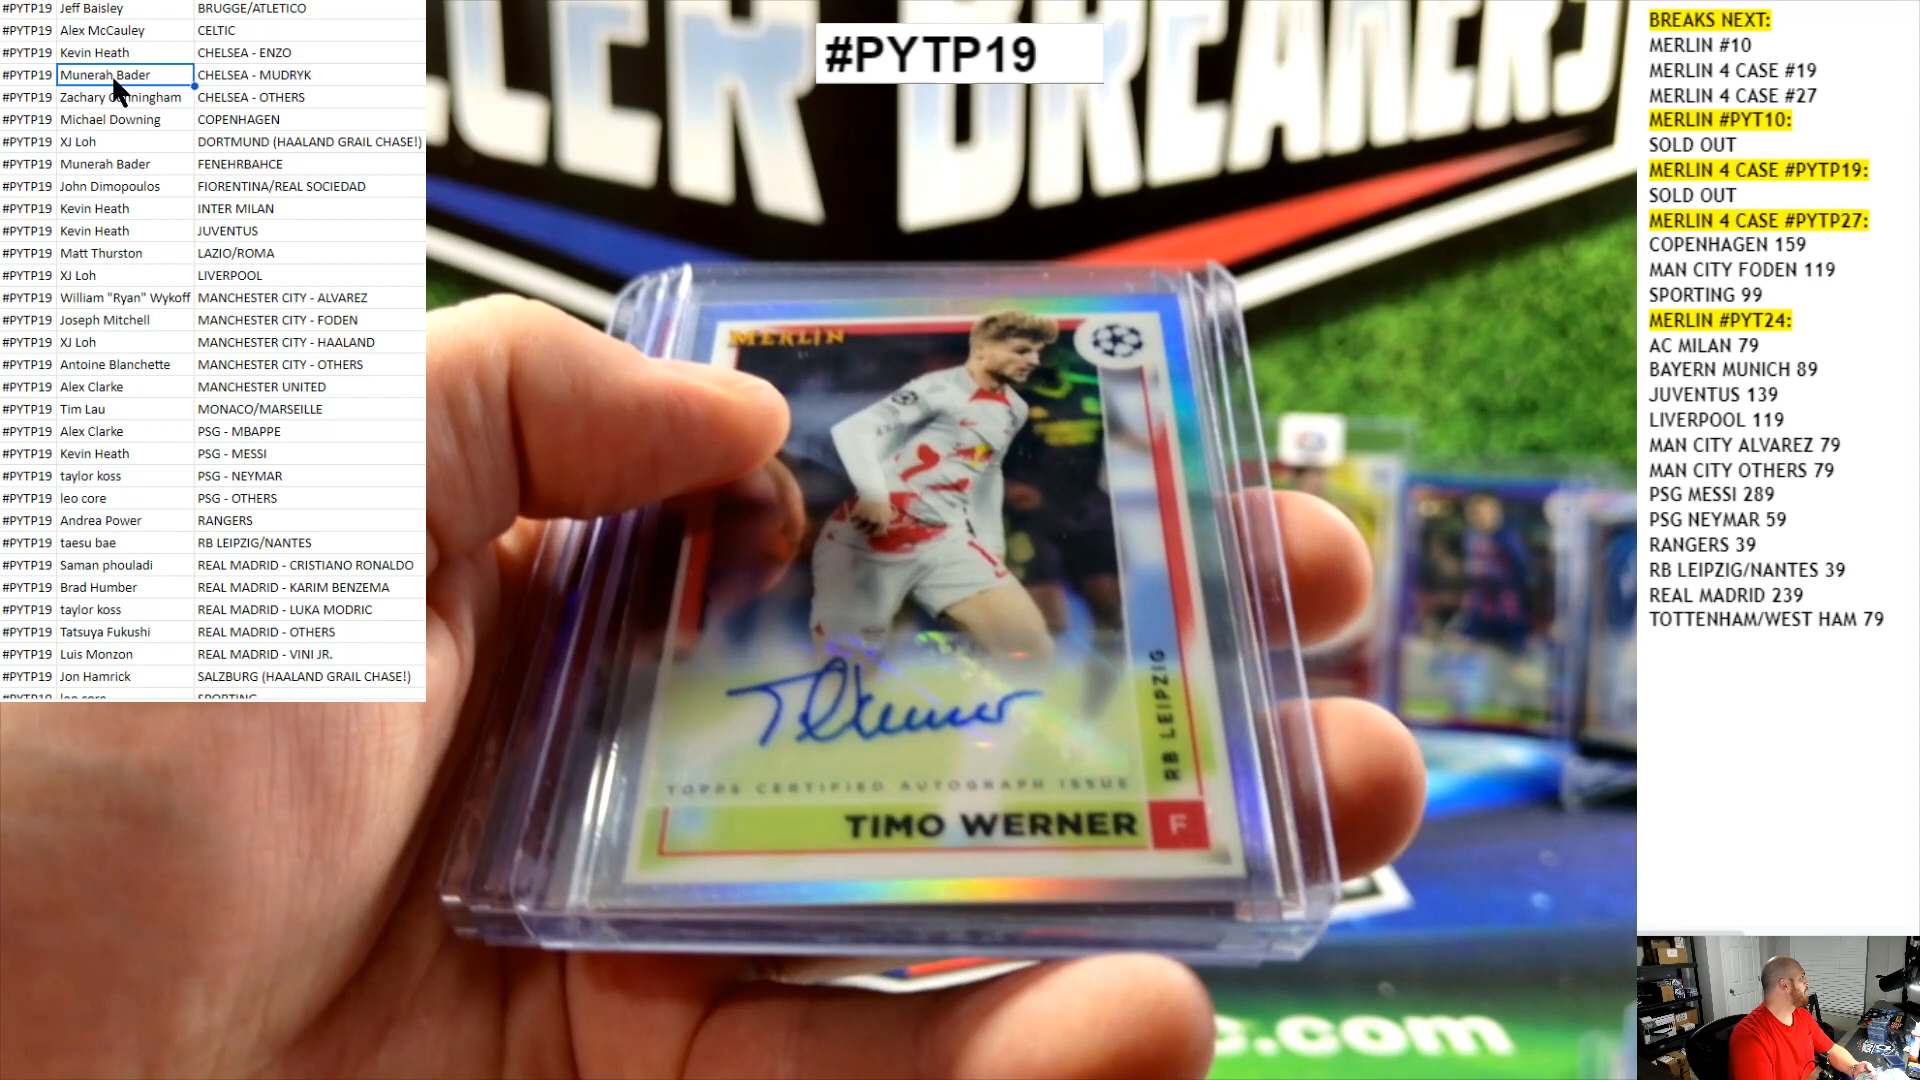 #PYTP19 Jeff Baisley BRUGGE/ATLETICO
#PYTP19 Alex McCauley CELTIC
#PYTP19 Kevin Heath CHELSEA - ENZO
#PYTP19 Munerah Bader CHELSEA - MUDRYK
#PYTP19 Zachary CHELSEA - OTHERS
#PYTP19 Michael Downing COPENHAGEN
#PYTP19 XJ Loh DORTMUND (HAALAND GRAIL CHASE!)
#PYTP19 Munerah Bader FENEHRBAHCE
#PYTP19 John Dimopoulos FIORENTINA/REAL SOCIEDAD
#PYTP19 Kevin Heath INTER MILAN
#PYTP19 Kevin Heath JUVENTUS
#PYTP19 Matt Thurston LAZIO/ROMA
#PYTP19 XJ Loh LIVERPOOL
#PYTP19 William "Ryan" Wykoff MANCHESTER CITY - ALVAREZ
#PYTP19 Joseph Mitchell MANCHESTER CITY - FODEN
#PYTP19 XJ Loh MANCHESTER CITY - HAALAND
#PYTP19 Antoine Blanchette MANCHESTER CITY - OTHERS
#PYTP19 Alex Clarke MANCHESTER UNITED
#PYTP19 Tim Lau MONACO/MARSEILLE
#PYTP19 Alex Clarke PSG - MBAPPE
#PYTP19 Kevin Heath PSG - MESSI
#PYTP19 taylor koss PSG - NEYMAR
#PYTP19 leo core PSG - OTHERS
#PYTP19 Andrea Power RANGERS
#PYTP19 taesu bae RB LEIPZIG/NANTES
#PYTP19 Saman phouladi REAL MADRID - CRISTIANO RONALDO
#PYTP19 Brad Humber REAL MADRID - KARIM BENZEMA
#PYTP19 taylor koss REAL MADRID - LUKA MODRIC
#PYTP19 Tatsuya Fukushi REAL MADRID - OTHERS
#PYTP19 Luis Monzon REAL MADRID - VINI JR.
#PYTP19 Jon Hamrick SALZBURG (HAALAND GRAIL CHASE!)
#PYTP19 leo core SPORTING
#PYTP19
BREAKERS
MERLIN
RB LEIPZIG
TOPPS CERTIFIED AUTOGRAPH ISSUE
TIMO WERNER F
c.com
BREAKS NEXT:
MERLIN #10
MERLIN 4 CASE #19
MERLIN 4 CASE #27
MERLIN #PYT10:
SOLD OUT
MERLIN 4 CASE #PYTP19:
SOLD OUT
MERLIN 4 CASE #PYTP27:
COPENHAGEN 159
MAN CITY FODEN 119
SPORTING 99
MERLIN #PYT24:
AC MILAN 79
BAYERN MUNICH 89
JUVENTUS 139
LIVERPOOL 119
MAN CITY ALVAREZ 79
MAN CITY OTHERS 79
PSG MESSI 289
PSG NEYMAR 59
RANGERS 39
RB LEIPZIG/NANTES 39
REAL MADRID 239
TOTTENHAM/WEST HAM 79